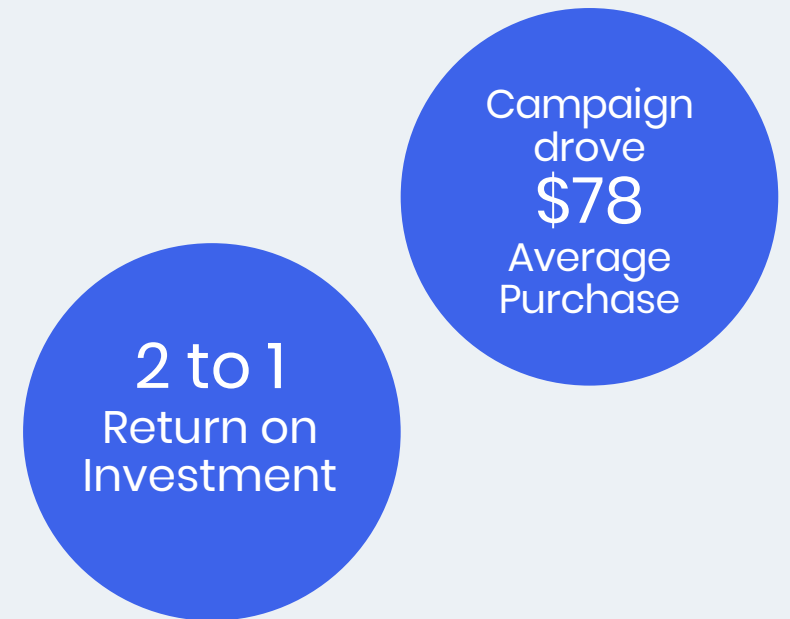 Campaign
drove
$78
Average
Purchase
2 to 1
Return on
Investment